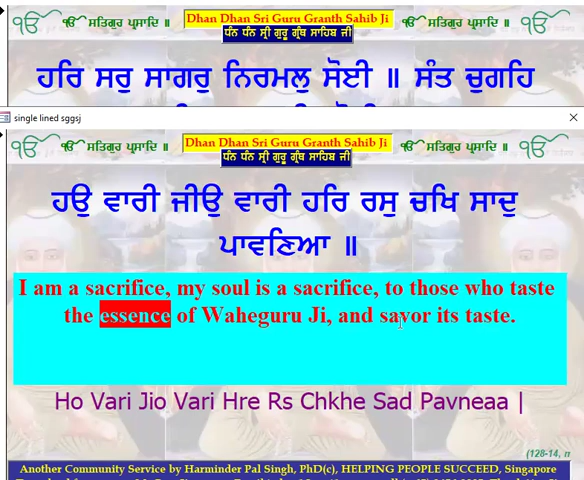 ੴ ਸਤਿਗੁਰ ਪ੍ਰਸਾਦਿ ॥ Dhan Dhan Sri Guru Granth Sahib Ji ੴ ਸਤਿਗੁਰ ਪ੍ਰਸਾਦਿ ॥ ੴ
ਧੰਨ ਧੰਨ ਸ੍ਰੀ ਗੁਰੂ ਗ੍ਰੰਥ ਸਾਹਿਬ ਜੀ
ਹਰਿ ਸਰੁ ਸਾਗਰੁ ਨਿਰਮਲੁ ਸੋਈ ॥ ਸੰਤ ਚੁਗਹਿ
single lined sggsj
ੴ ੴ ਸਤਿਗੁਰ ਪ੍ਰਸਾਦਿ ॥ Dhan Dhan Sri Guru Granth Sahib Ji ੴ ਸਤਿਗੁਰ ਪ੍ਰਸਾਦਿ ॥ ੴ
ਧੰਨ ਧੰਨ ਸ੍ਰੀ ਗੁਰੂ ਗ੍ਰੰਥ ਸਾਹਿਬ ਜੀ
ਹਉ ਵਾਰੀ ਜੀਉ ਵਾਰੀ ਹਰਿ ਰਸੁ ਚਖਿ ਸਾਦੁ
ਪਾਵਣਿਆ ॥
I am a sacrifice, my soul is a sacrifice, to those who taste
the essence of Waheguru Ji, and savor its taste.
Ho Vari Jio Vari Hre Rs Chkhe Sad Pavneaa |
(128-14, m
Another Community Service by Harminder Pal Singh, PhD(c), HELPING PEOPLE SUCCEED, Singapore